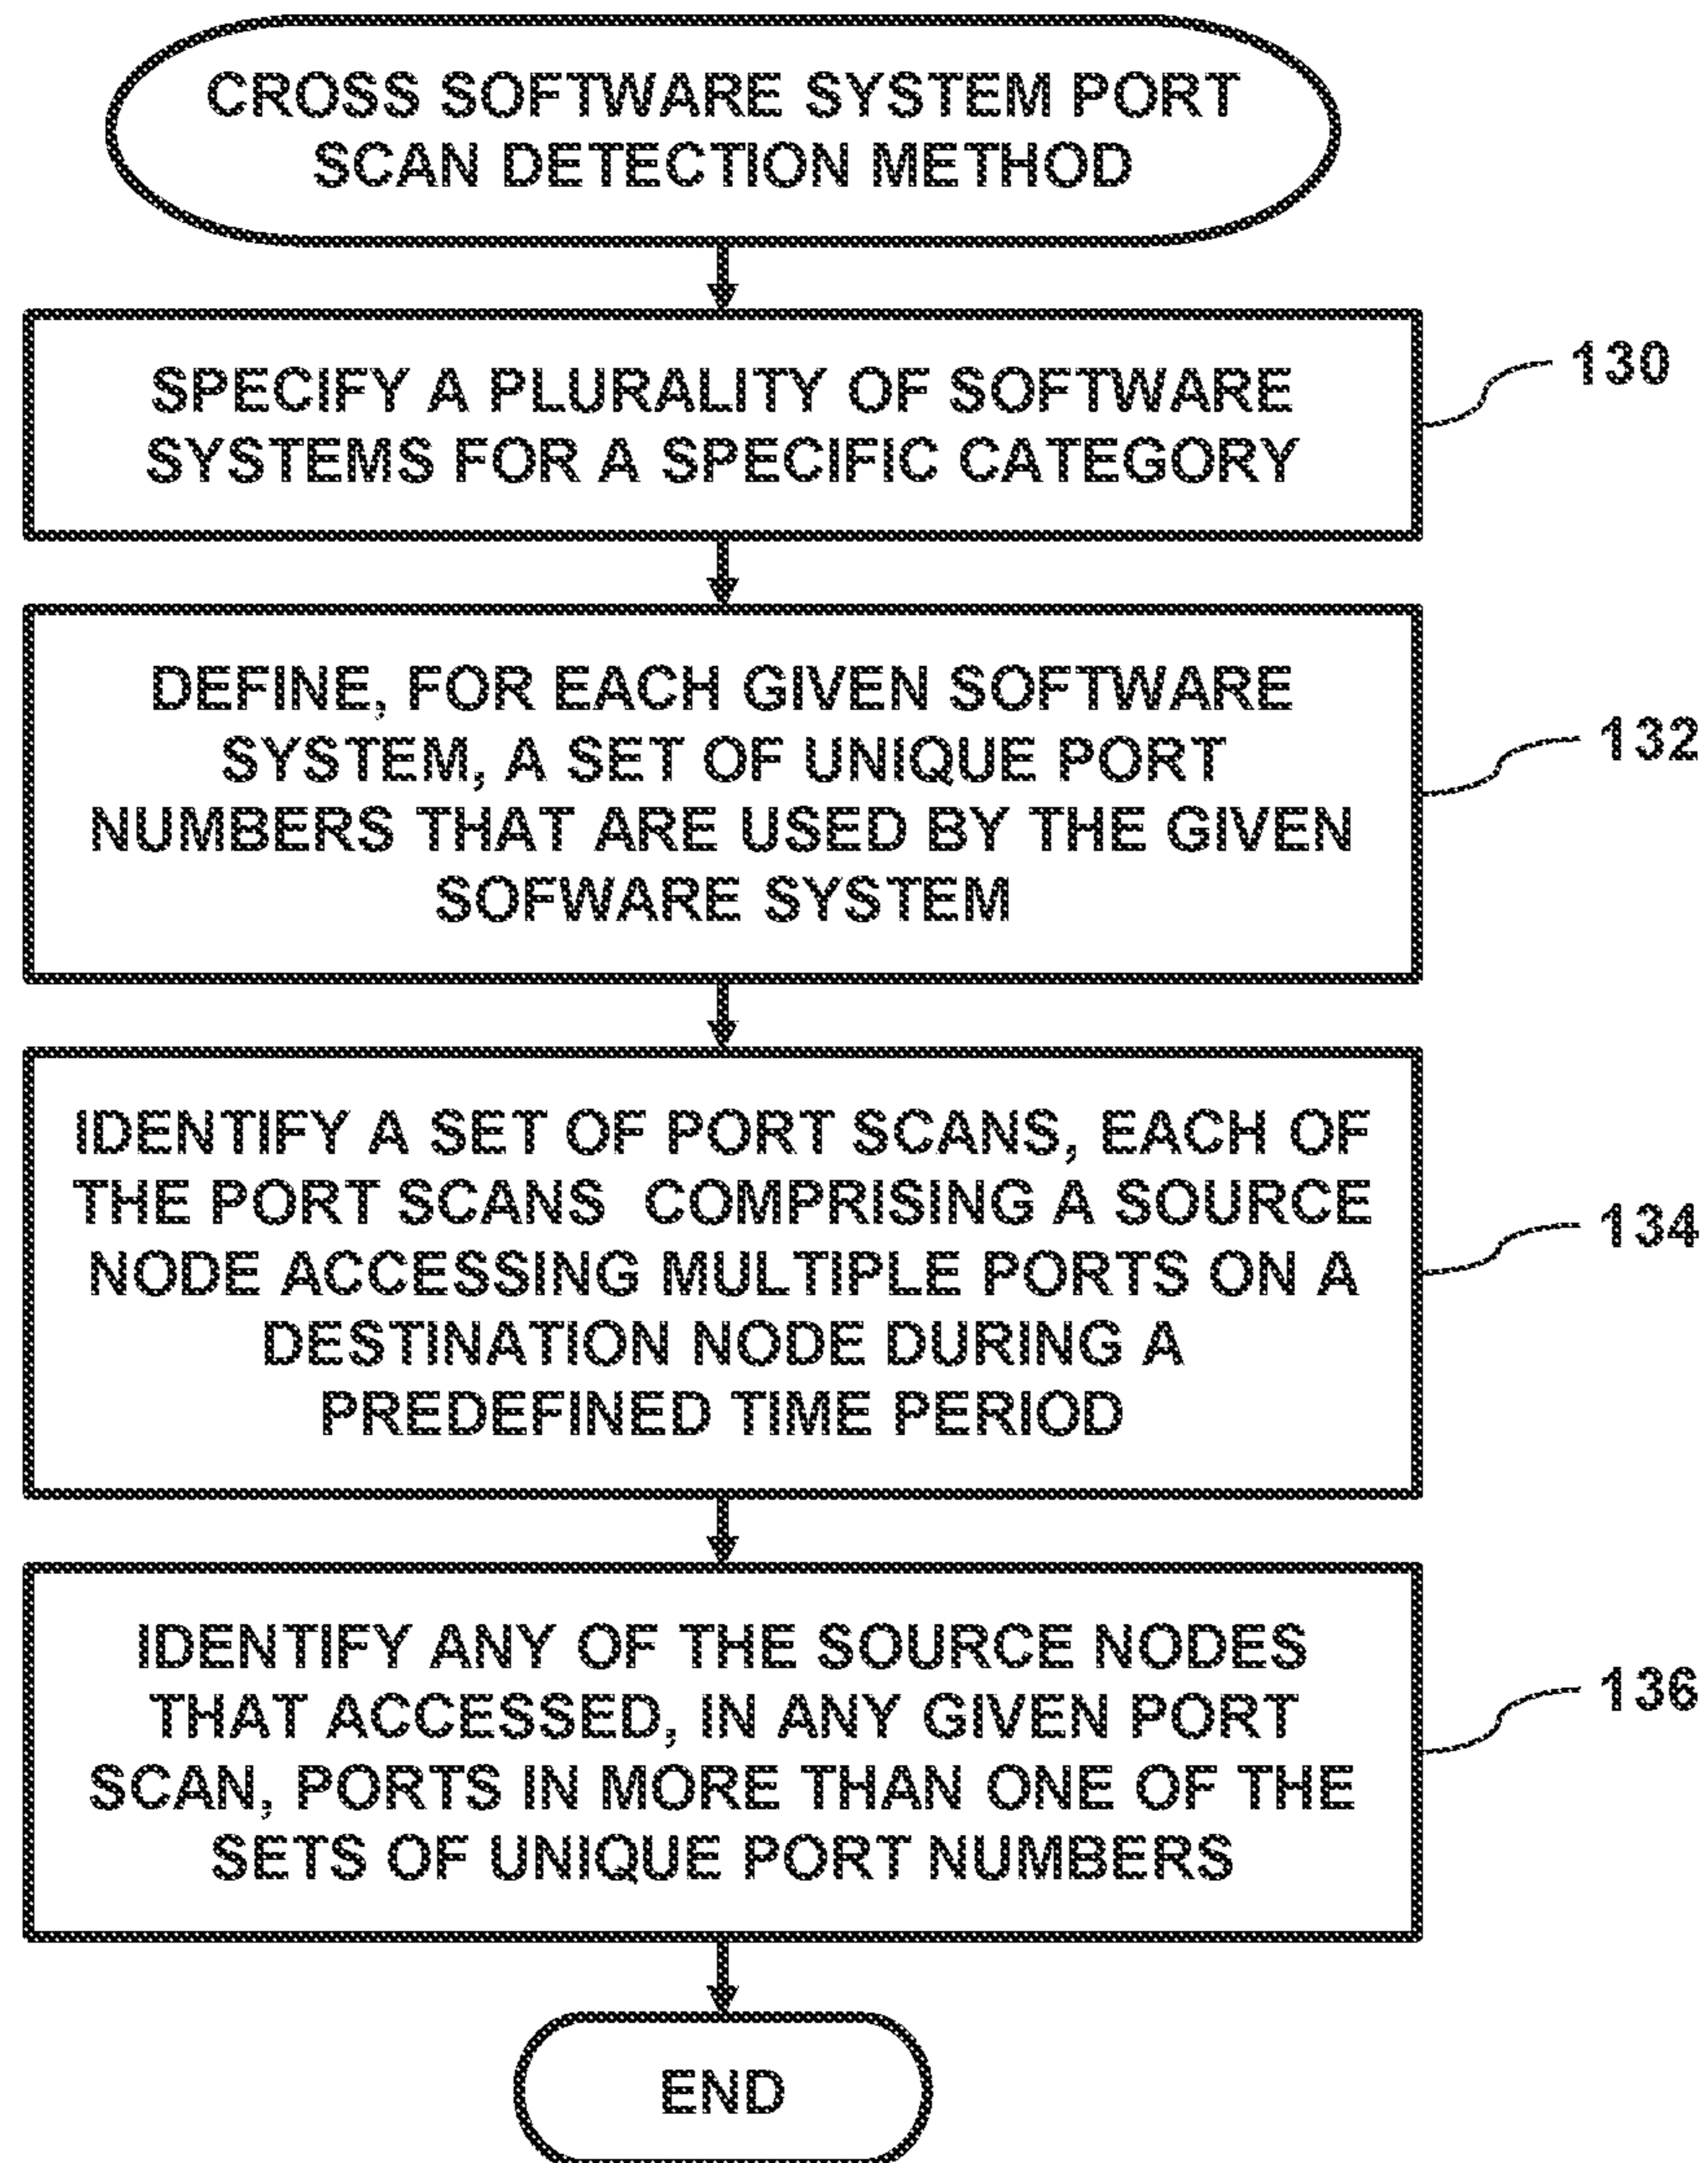 CROSS SOFTWARE SYSTEM PORT
SCAN DETECTION METHOD
SPECIFY A PLURALITY OF SOFTWARE
SYSTEMS FOR A SPECIFIC CATEGORY
130
DEFINE, FOR EACH GIVEN SOFTWARE
SYSTEM, A SET OF UNIQUE PORT
NUMBERS THAT ARE USED BY THE GIVEN
SOFWARE SYSTEM
132
IDENTIFY A SET OF PORT SCANS, EACH OF
THE PORT SCANS  COMPRISING A SOURCE
NODE ACCESSING MULTIPLE PORTS ON A
DESTINATION NODE DURING A
PREDEFINED TIME PERIOD
134
IDENTIFY ANY OF THE SOURCE NODES
THAT ACCESSED, IN ANY GIVEN PORT
SCAN, PORTS IN MORE THAN ONE OF THE
SETS OF UNIQUE PORT NUMBERS
136
END